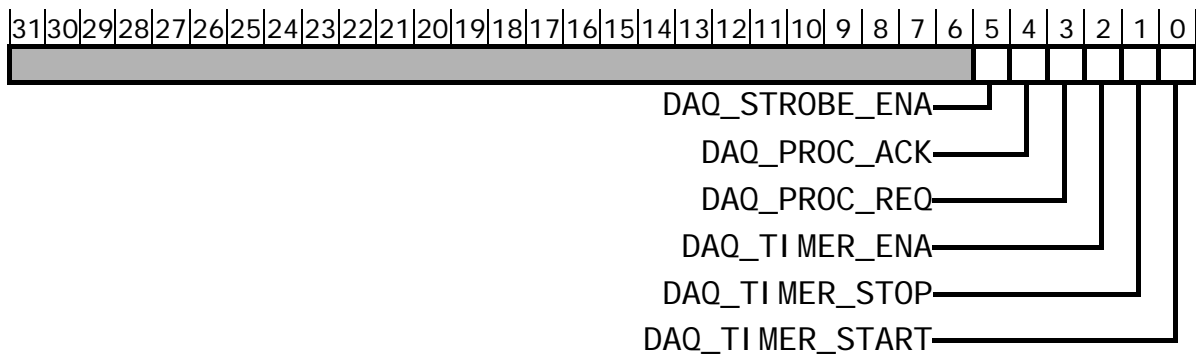 31 30 29 28 27 26 25 24 23 22 21 20 19 18 17 16 15 14 13 12 11 10 9 8 7 6 5 4 3 2 1 0
DAQ_STROBE_ENA
DAQ_PROC_ACK
DAQ_PROC_REQ
DAQ_TIMER_ENA
DAQ_TIMER_STOP
DAQ_TIMER_START